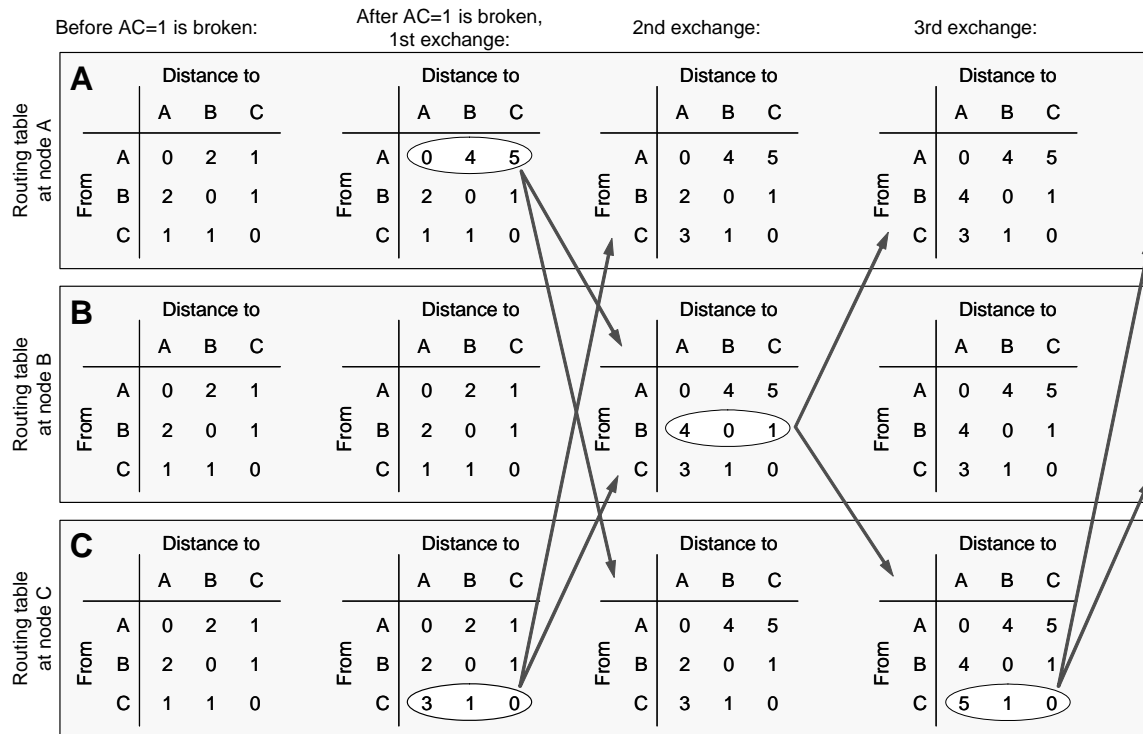 Before AC=1 is broken:
After AC=1 is broken,
1st exchange:
2nd exchange:
3rd exchange:
Routing table
at node A
A
Distance to
A B C
From
A 0 2 1
B 2 0 1
C 1 1 0
Distance to
A B C
From
A 0 4 5
B 2 0 1
C 1 1 0
Distance to
A B C
From
A 0 4 5
B 2 0 1
C 3 1 0
Distance to
A B C
From
A 0 4 5
B 4 0 1
C 3 1 0
Routing table
at node B
B
Distance to
A B C
From
A 0 2 1
B 2 0 1
C 1 1 0
Distance to
A B C
From
A 0 2 1
B 2 0 1
C 1 1 0
Distance to
A B C
From
A 0 4 5
B 4 0 1
C 3 1 0
Distance to
A B C
From
A 0 4 5
B 4 0 1
C 3 1 0
Routing table
at node C
C
Distance to
A B C
From
A 0 2 1
B 2 0 1
C 1 1 0
Distance to
A B C
From
A 0 2 1
B 2 0 1
C 3 1 0
Distance to
A B C
From
A 0 4 5
B 2 0 1
C 3 1 0
Distance to
A B C
From
A 0 4 5
B 4 0 1
C 5 1 0